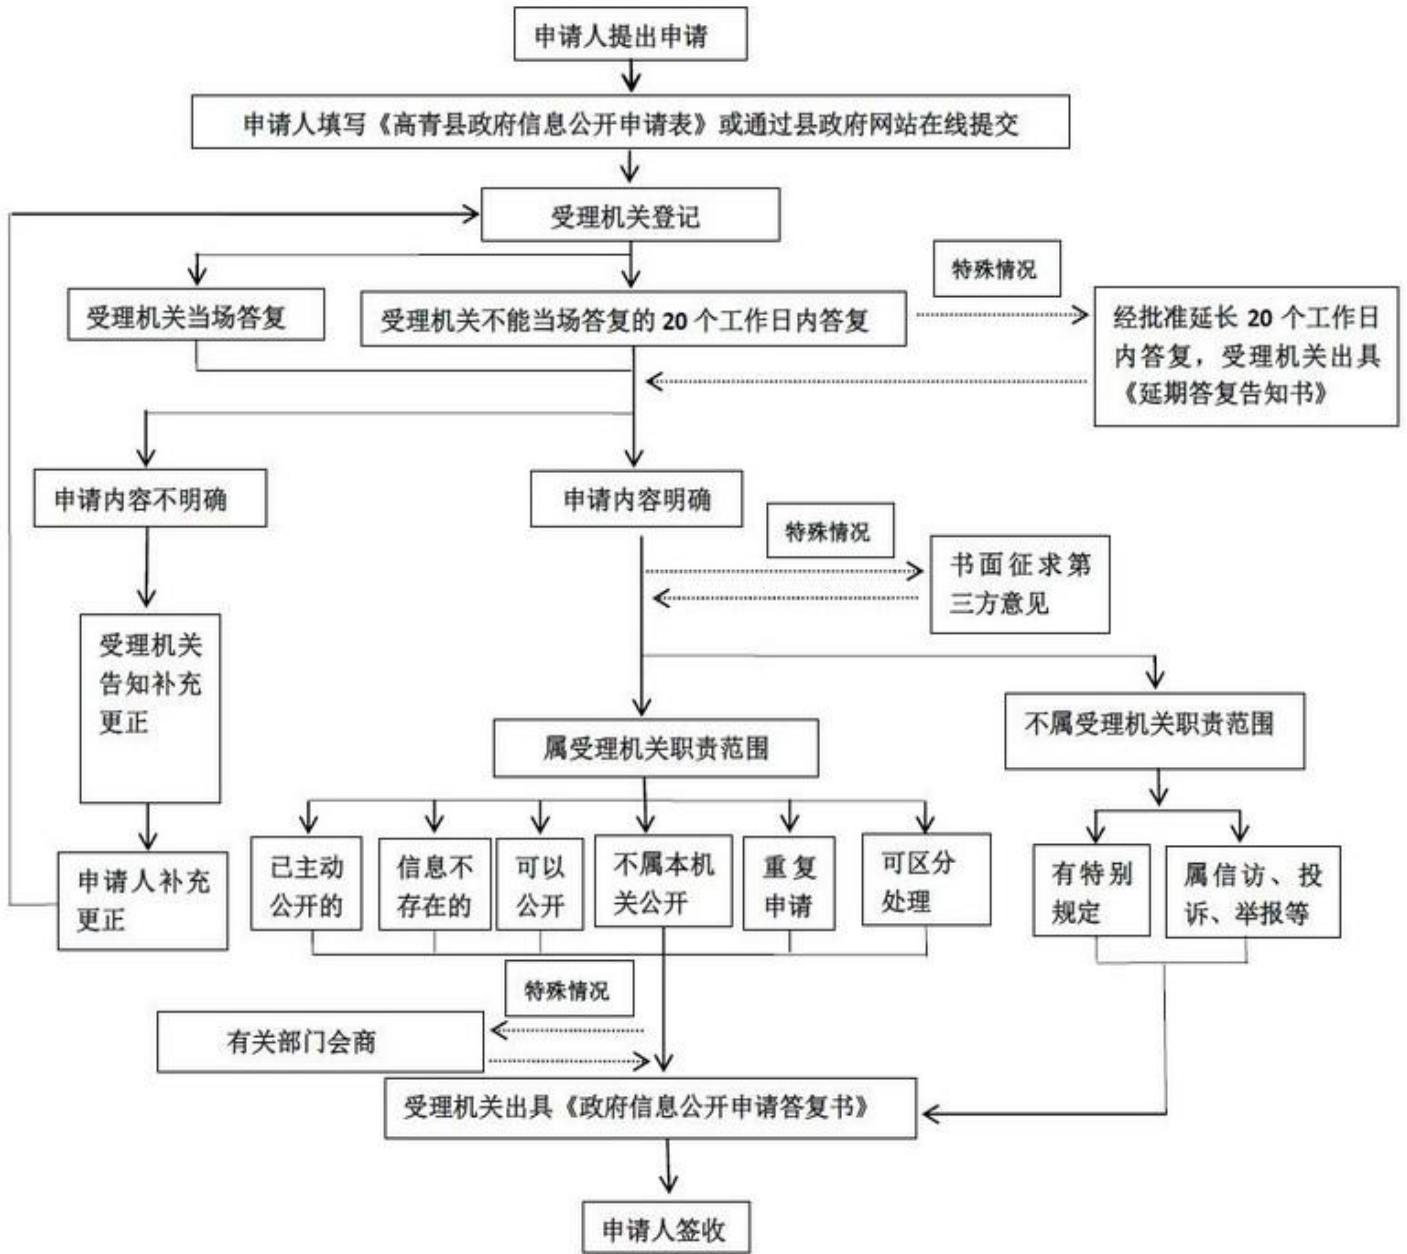 申请人提出申请
申请人填写《高青县政府信息公开申请表》或通过县政府网站在线提交
受理机关登记
特殊情况
受理机关当场答复
受理机关不能当场答复的 20 个工作日内答复
经批准延长 20 个工作日
内答复，受理机关出具
《延期答复告知书》
申请内容不明确
申请内容明确
特殊情况
书面征求第
三方意见
受理机关
告知补充
更正
属受理机关职责范围
不属受理机关职责范围
申请人补充
更正
已主动
公开的
信息不
存在的
可以
公开
不属本机
关公开
重复
申请
可区分
处理
有特别
规定
属信访、投
诉、举报等
特殊情况
有关部门会商
受理机关出具《政府信息公开申请答复书》
申请人签收